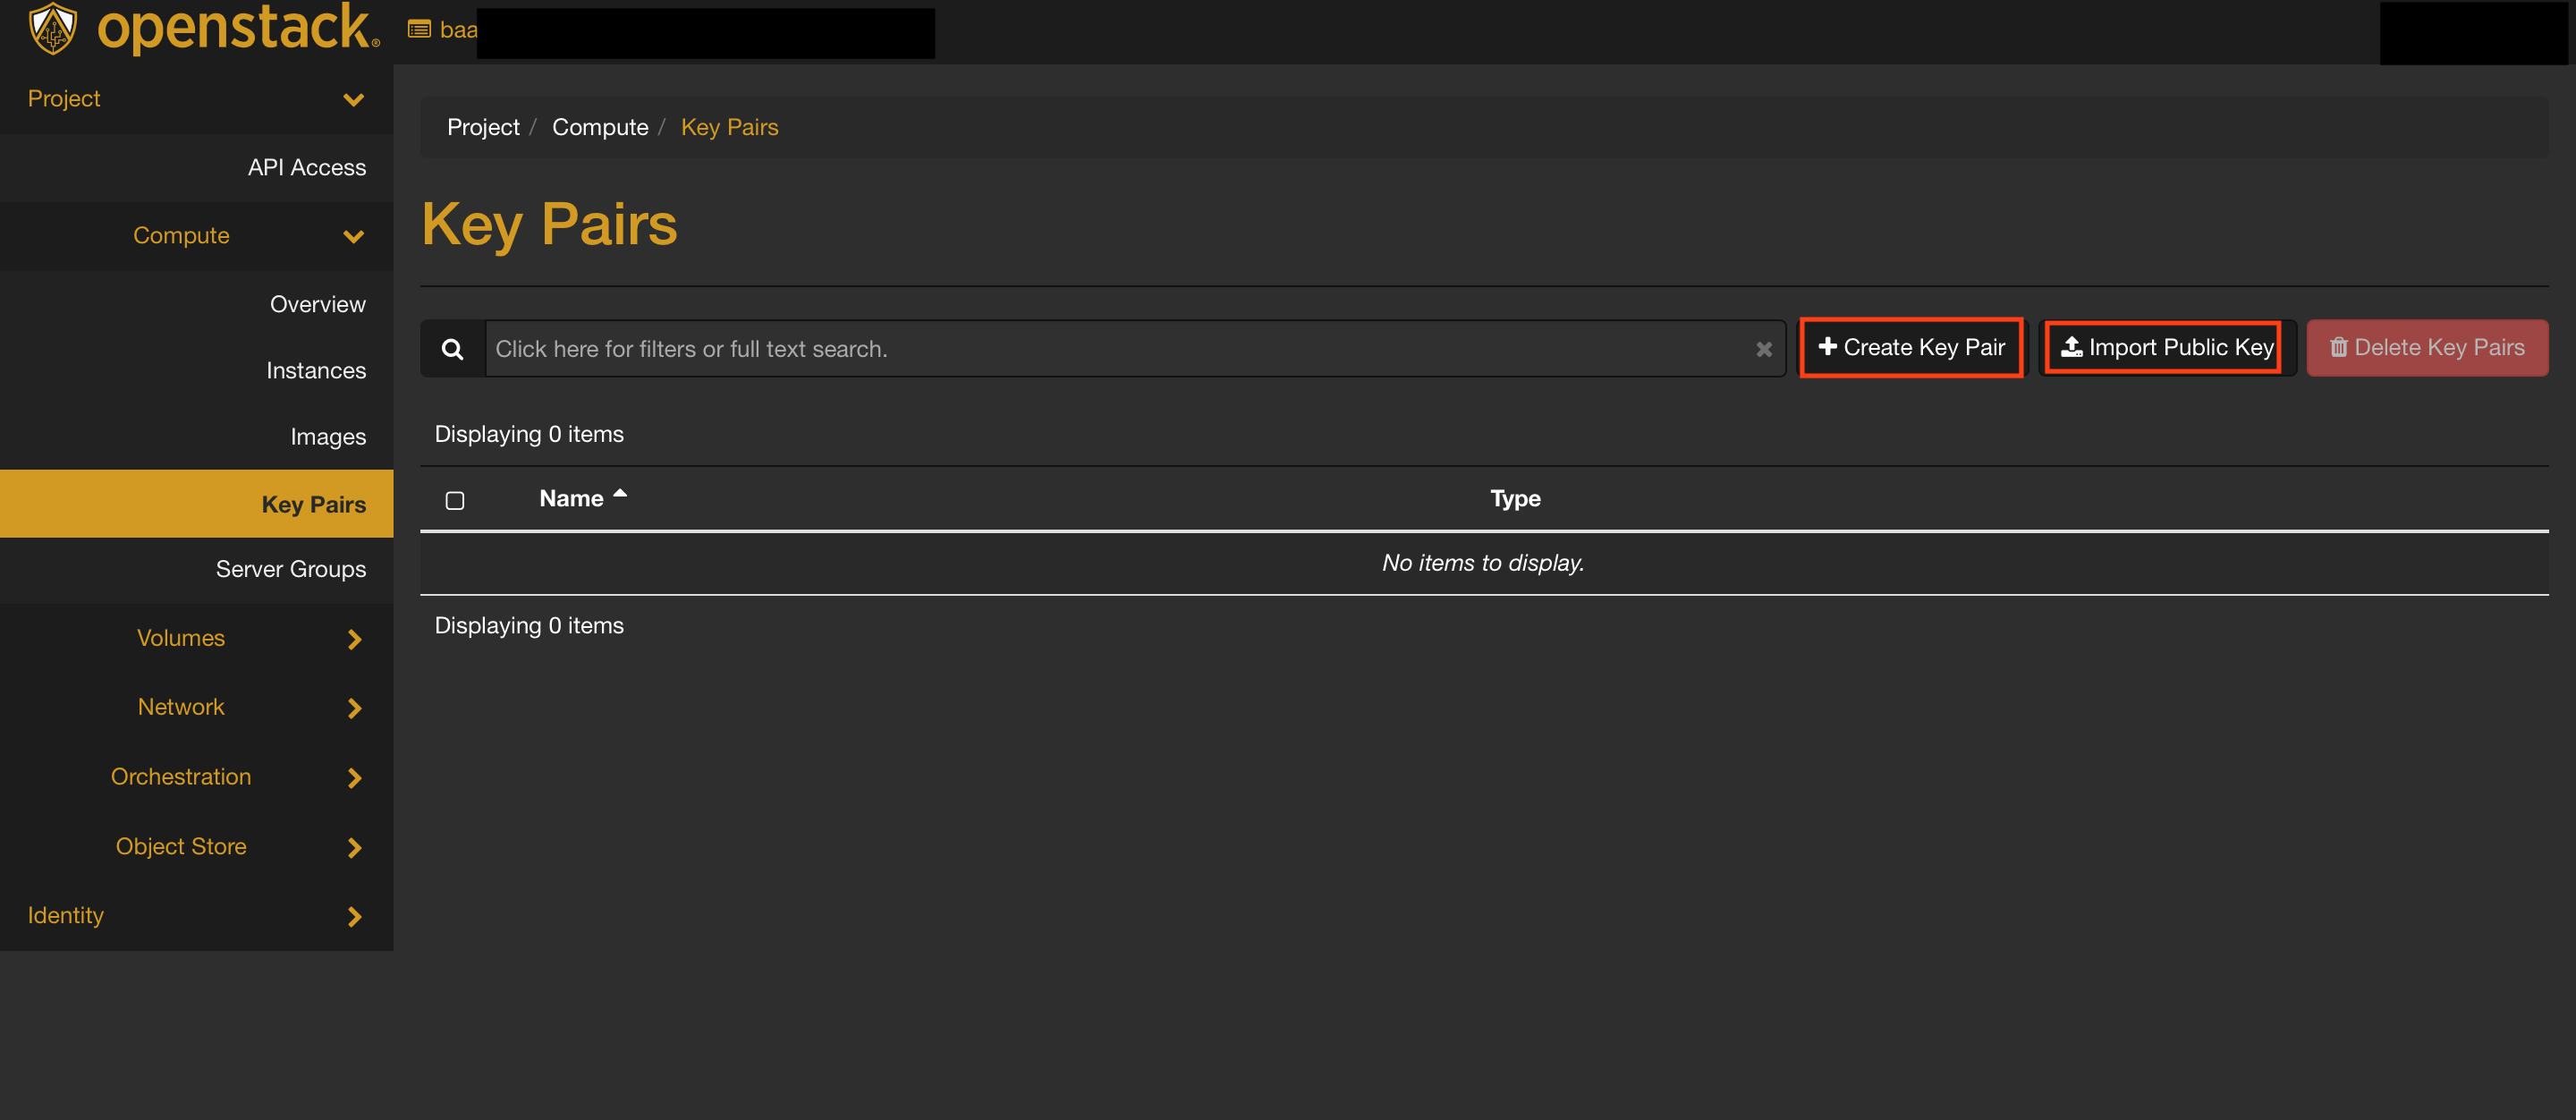 openstack®
baa
Project
API Access
Compute
Overview
Instances
Images
Key Pairs
Server Groups
Volumes
Network
Orchestration
Object Store
Identity
Project / Compute / Key Pairs
Key Pairs
Click here for filters or full text search.
Create Key Pair
Import Public Key
Delete Key Pairs
Displaying 0 items
Name Type
No items to display.
Displaying 0 items